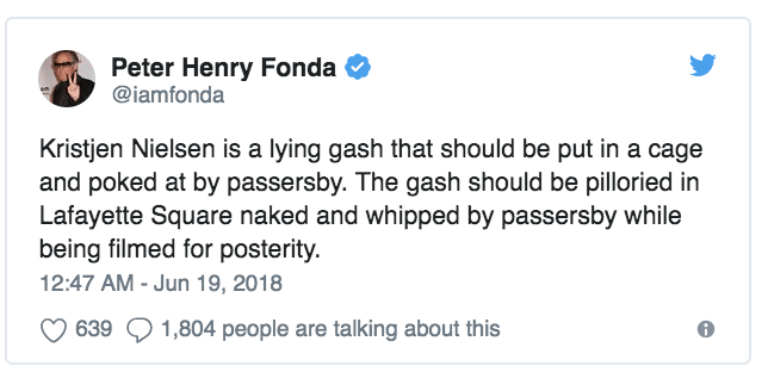 Peter Henry Fonda
@iamfonda
Kristjen Nielsen is a lying gash that should be put in a cage
and poked at by passersby. The gash should be pilloried in
Lafayette Square naked and whipped by passersby while
being filmed for posterity.
12:47 AM - Jun 19, 2018
639 1,804 people are talking about this